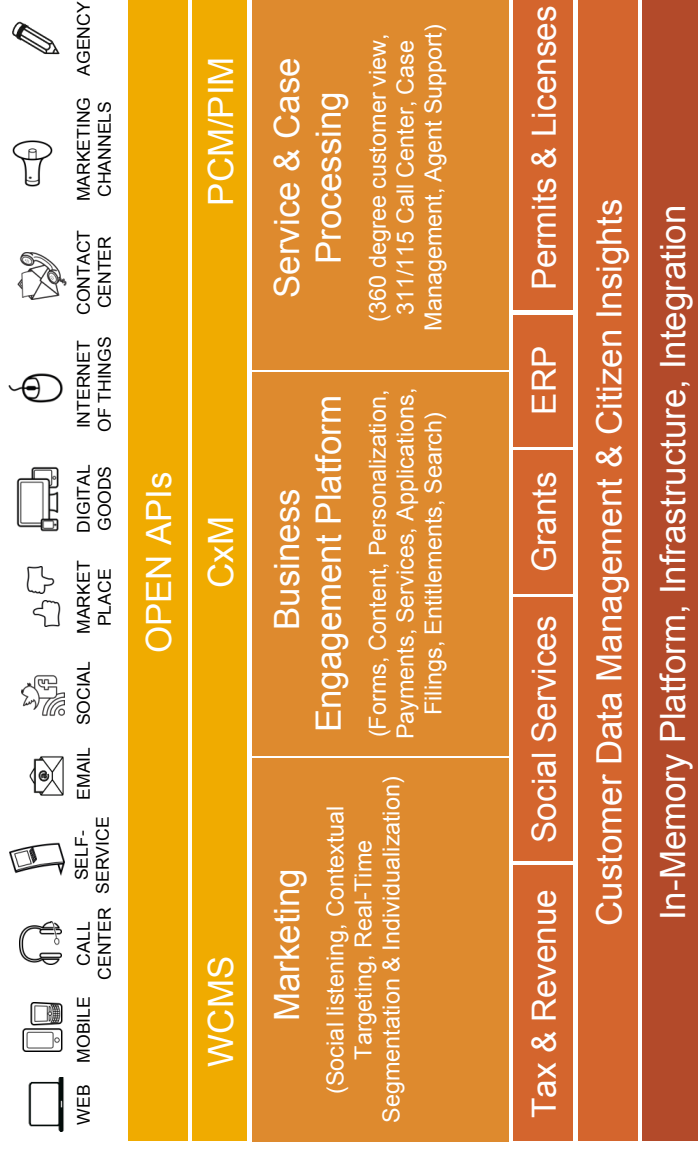 WEB
MOBILE
CALL
CENTER
SELF-
SERVICE
EMAIL
SOCIAL
MARKET
PLACE
DIGITAL
GOODS
INTERNET
OF THINGS
CONTACT
CENTER
MARKETING
CHANNELS
AGENCY
OPEN APIs
WCMS
CxM
PCM/PIM
Marketing
(Social listening, Contextual
Targeting, Real-Time
Segmentation & Individualization)
Business
Engagement Platform
(Forms, Content, Personalization,
Payments, Services, Applications,
Filings, Entitlements, Search)
Service & Case
Processing
(360 degree customer view,
311/115 Call Center, Case
Management, Agent Support)
Tax & Revenue
Social Services
Grants
ERP
Permits & Licenses
Customer Data Management & Citizen Insights
In-Memory Platform, Infrastructure, Integration